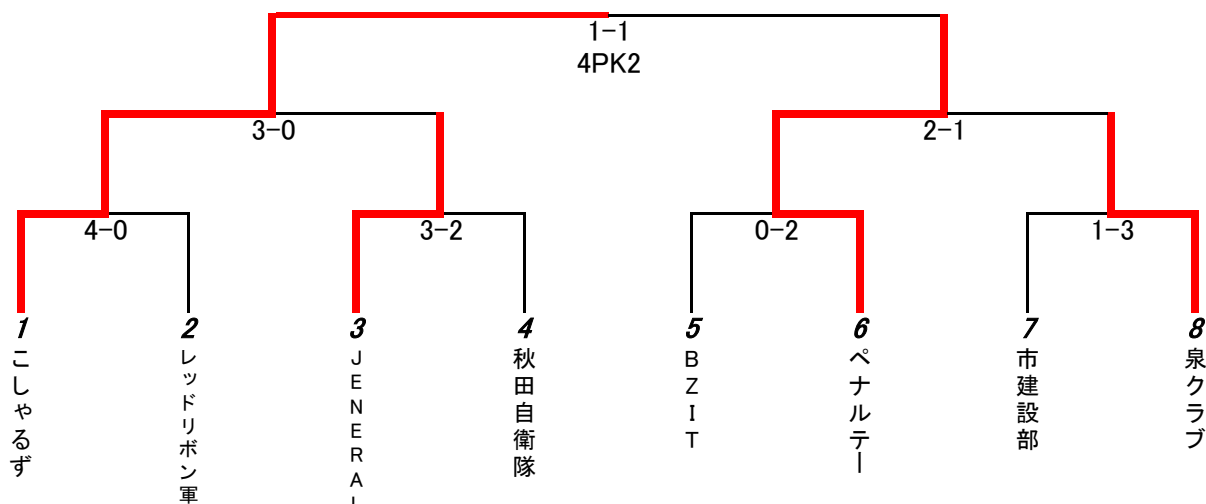 1-1
4PK2
3-0
2-1
4-0
3-2
0-2
1-3
1
2
3
4
5
6
7
8
こしゃるず
レッドリボン軍
JENERAL
秋田自衛隊
BZIT
ペナルテー
市建設部
泉クラブ